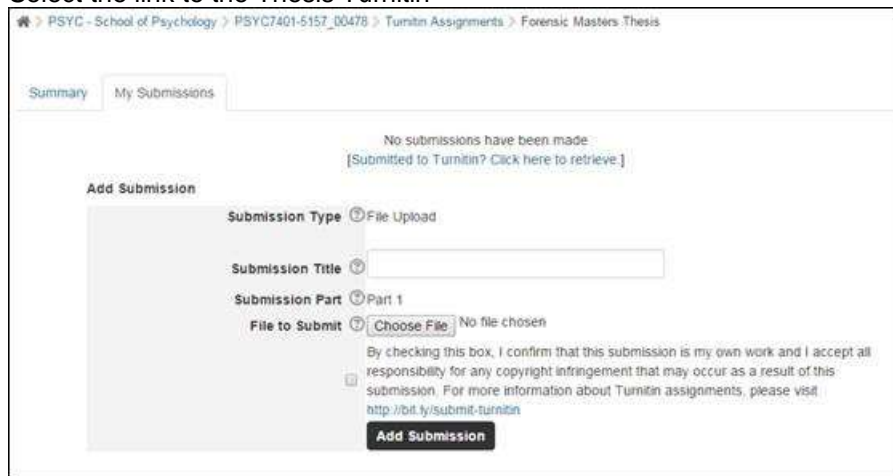 Select the link to the Thesis Turnitin
PSYC - School of Psychology > PSYC7401-5157_00478 > Turnitin Assignments > Forensic Masters Thesis
Summary My Submissions
No submissions have been made
[Submitted to Turnitin? Click here to retrieve.]
Add Submission
Submission Type ? File Upload
Submission Title ?
Submission Part ? Part 1
File to Submit ? Choose File No file chosen
By checking this box, I confirm that this submission is my own work and I accept all
responsibility for any copyright infringement that may occur as a result of this
submission. For more information about Turnitin assignments, please visit
http://bit.ly/submit-turnitin
Add Submission